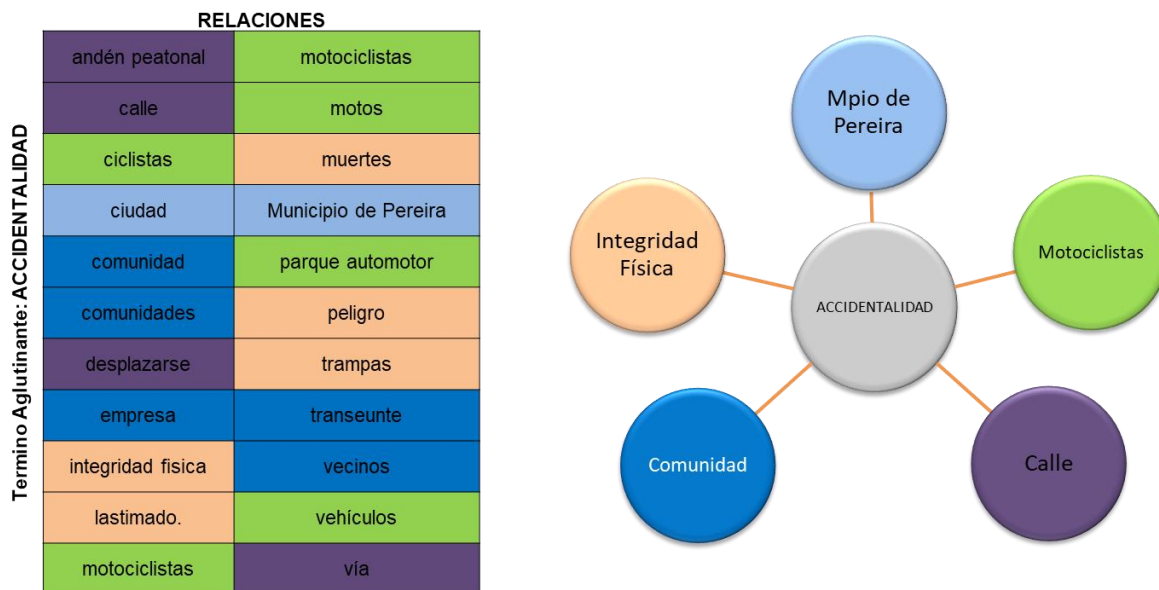 RELACIONES
Termino Aglutinante: ACCIDENTALIDAD
andén peatonal
motociclistas
calle
motos
ciclistas
muertes
ciudad
Municipio de Pereira
comunidad
parque automotor
comunidades
peligro
desplazarse
trampas
empresa
transeunte
integridad fisica
vecinos
lastimado.
vehículos
motociclistas
vía
Mpio de
Pereira
Integridad
Física
Motociclistas
ACCIDENTALIDAD
Comunidad
Calle